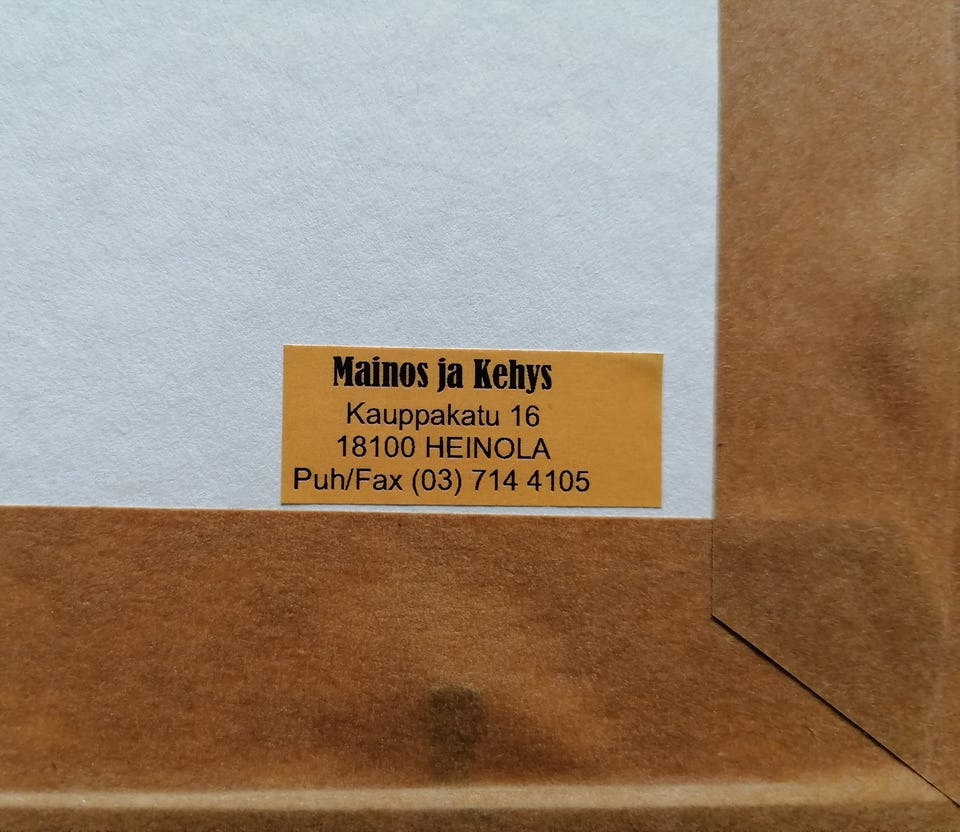 Mainos ja Kehys
Kauppakatu 16
18100 HEINOLA
Puh/Fax (03) 714 4105